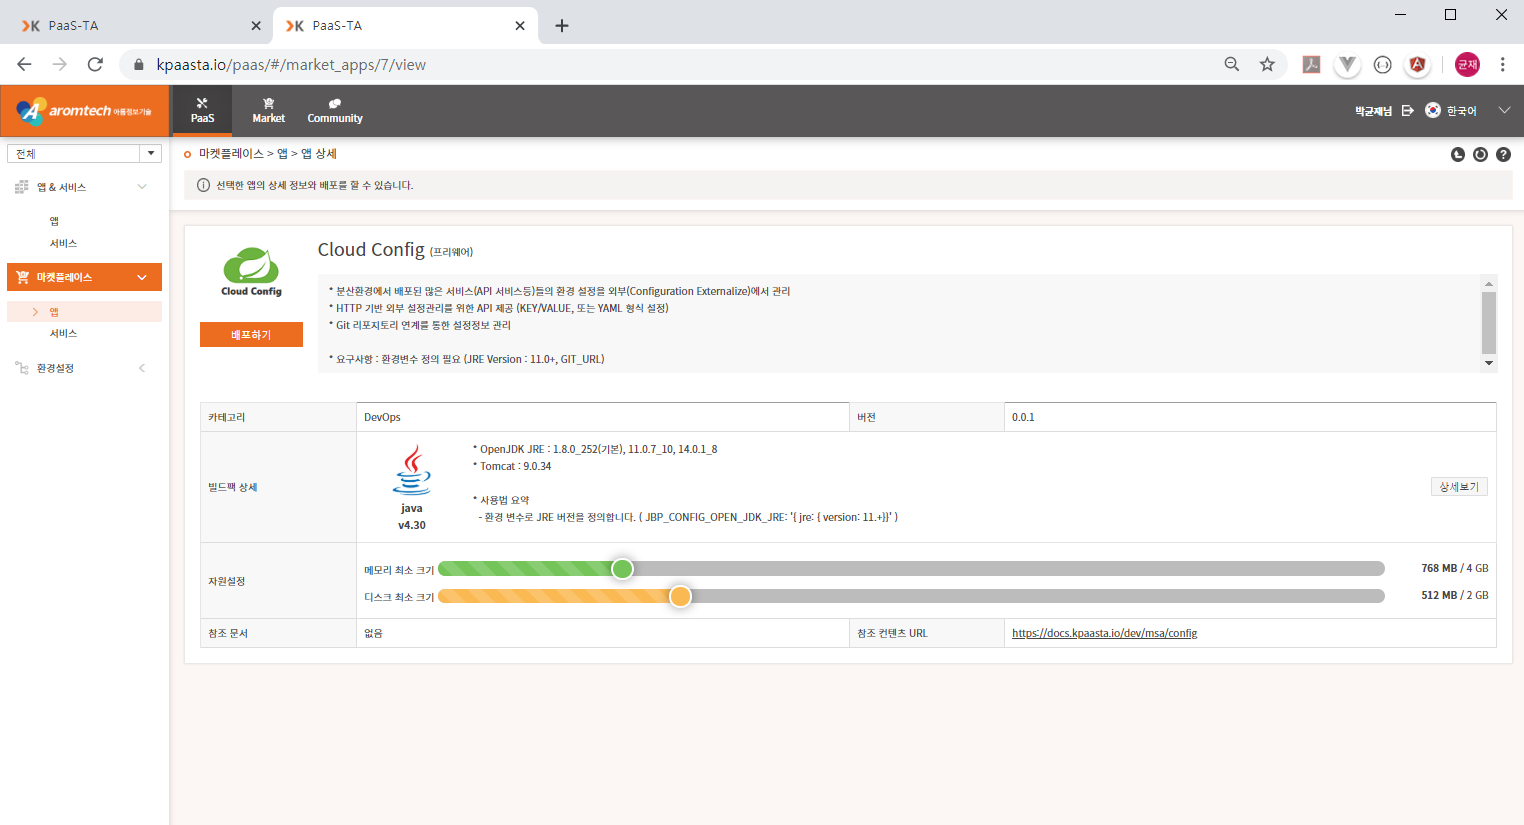 PaaS-TA
PaaS-TA
kpaasta.io/paas/#/market_apps/7/view
균재
aromtech 아롬정보기술
PaaS
Market
Community
박균재님
한국어
전체
마켓플레이스 > 앱 > 앱 상세
선택한 앱의 상세 정보와 배포를 할 수 있습니다.
앱 & 서비스
앱
서비스
마켓플레이스
앱
서비스
환경설정
Cloud Config
배포하기
Cloud Config (프리웨어)
* 분산환경에서 배포된 많은 서비스(API 서비스등)들의 환경 설정을 외부(Configuration Externalize)에서 관리
* HTTP 기반 외부 설정관리를 위한 API 제공 (KEY/VALUE, 또는 YAML 형식 설정)
* Git 리포지토리 연계를 통한 설정정보 관리
* 요구사항 : 환경변수 정의 필요 (JRE Version : 11.0+, GIT_URL)
카테고리
DevOps
버전
0.0.1
빌드팩 상세
java
v4.30
* OpenJDK JRE : 1.8.0_252(기본), 11.0.7_10, 14.0.1_8
* Tomcat : 9.0.34
* 사용법 요약
- 환경 변수로 JRE 버전을 정의합니다. ( JBP_CONFIG_OPEN_JDK_JRE: '{ jre: { version: 11.+}}' )
상세보기
자원설정
메모리 최소 크기
768 MB / 4 GB
디스크 최소 크기
512 MB / 2 GB
참조 문서
없음
참조 컨텐츠 URL
https://docs.kpaasta.io/dev/msa/config